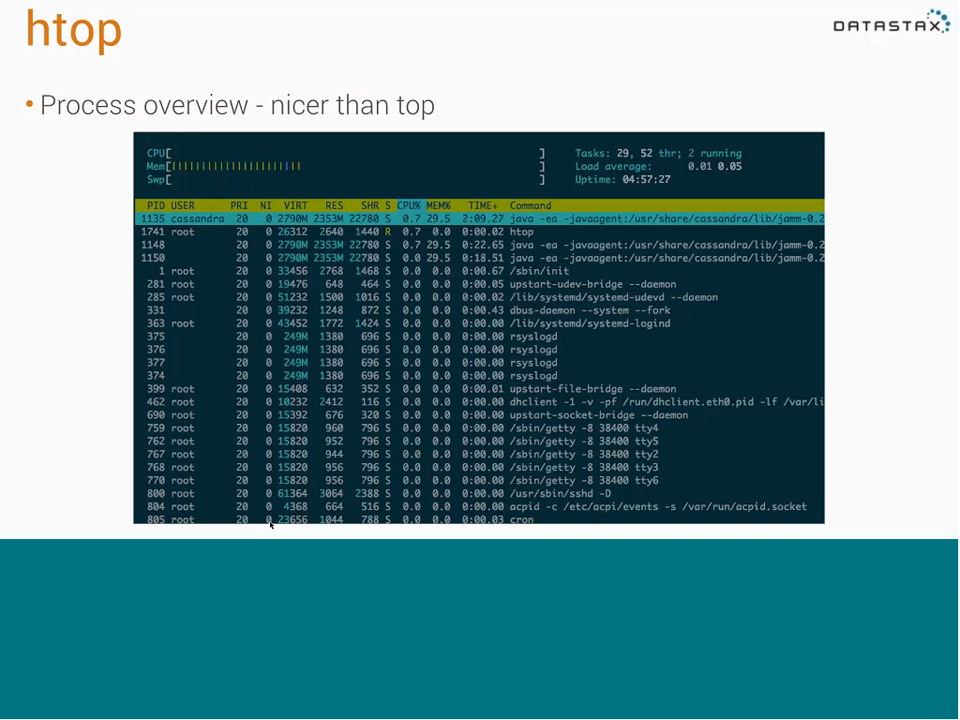 htop
DATASTAX
• Process overview - nicer than top
CPU[ ] Tasks: 29, 52 thr; 2 running
Mem[|||||||||||||||||||||| ] Load average: 0.01 0.05
Swp[ ] Uptime: 04:57:27
PID USER PRI NI VIRT RES SHR S CPU% MEM% TIME+ Command
1135 cassandra 20 0 2790M 2353M 22780 S 0.7 29.5 2:09.27 java -ea -javaagent:/usr/share/cassandra/lib/jamm-0.2
1741 root 20 0 26312 2640 1440 R 0.7 0.0 0:00.02 htop
1148 20 0 2790M 2353M 22780 S 0.7 29.5 0:22.65 java -ea -javaagent:/usr/share/cassandra/lib/jamm-0.2
1150 20 0 2790M 2353M 22780 S 0.0 29.5 0:18.51 java -ea -javaagent:/usr/share/cassandra/lib/jamm-0.2
1 root 20 0 33456 2768 1468 S 0.0 0.0 0:00.67 /sbin/init
281 root 20 0 19476 648 464 S 0.0 0.0 0:00.05 upstart-udev-bridge --daemon
285 root 20 0 51232 1500 1016 S 0.0 0.0 0:00.02 /lib/systemd/systemd-udevd --daemon
331 20 0 39232 1248 872 S 0.0 0.0 0:00.43 dbus-daemon --system --fork
363 root 20 0 43452 1772 1424 S 0.0 0.0 0:00.00 /lib/systemd/systemd-logind
375 20 0 249M 1380 696 S 0.0 0.0 0:00.00 rsyslogd
376 20 0 249M 1380 696 S 0.0 0.0 0:00.00 rsyslogd
377 20 0 249M 1380 696 S 0.0 0.0 0:00.00 rsyslogd
374 20 0 249M 1380 696 S 0.0 0.0 0:00.00 rsyslogd
399 root 20 0 15408 632 352 S 0.0 0.0 0:00.01 upstart-file-bridge --daemon
462 root 20 0 10232 2412 116 S 0.0 0.0 0:00.00 dhclient -1 -v -pf /run/dhclient.eth0.pid -lf /var/li
690 root 20 0 15392 676 320 S 0.0 0.0 0:00.00 upstart-socket-bridge --daemon
759 root 20 0 15820 960 796 S 0.0 0.0 0:00.00 /sbin/getty -8 38400 tty4
762 root 20 0 15820 952 796 S 0.0 0.0 0:00.00 /sbin/getty -8 38400 tty5
767 root 20 0 15820 944 796 S 0.0 0.0 0:00.00 /sbin/getty -8 38400 tty2
768 root 20 0 15820 956 796 S 0.0 0.0 0:00.00 /sbin/getty -8 38400 tty3
770 root 20 0 15820 956 796 S 0.0 0.0 0:00.00 /sbin/getty -8 38400 tty6
800 root 20 0 61364 3064 2388 S 0.0 0.0 0:00.00 /usr/sbin/sshd -D
804 root 20 0 4368 664 516 S 0.0 0.0 0:00.00 acpid -c /etc/acpi/events -s /var/run/acpid.socket
805 root 20 0 23656 1044 788 S 0.0 0.0 0:00.03 cron